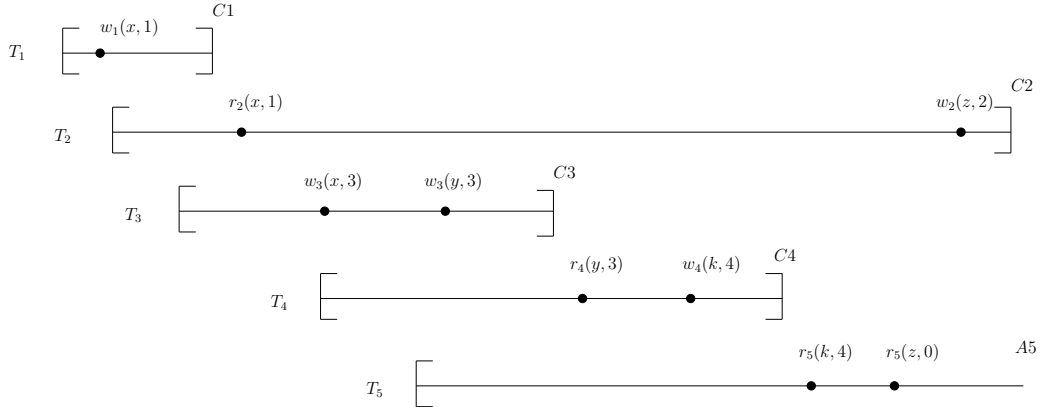 C1
w₁(x, 1)
T₁
C2
r₂(x, 1) w₂(z, 2)
T₂
C3
w₃(x, 3) w₃(y, 3)
T₃
C4
r₄(y, 3) w₄(k, 4)
T₄
A5
r₅(k, 4) r₅(z, 0)
T₅